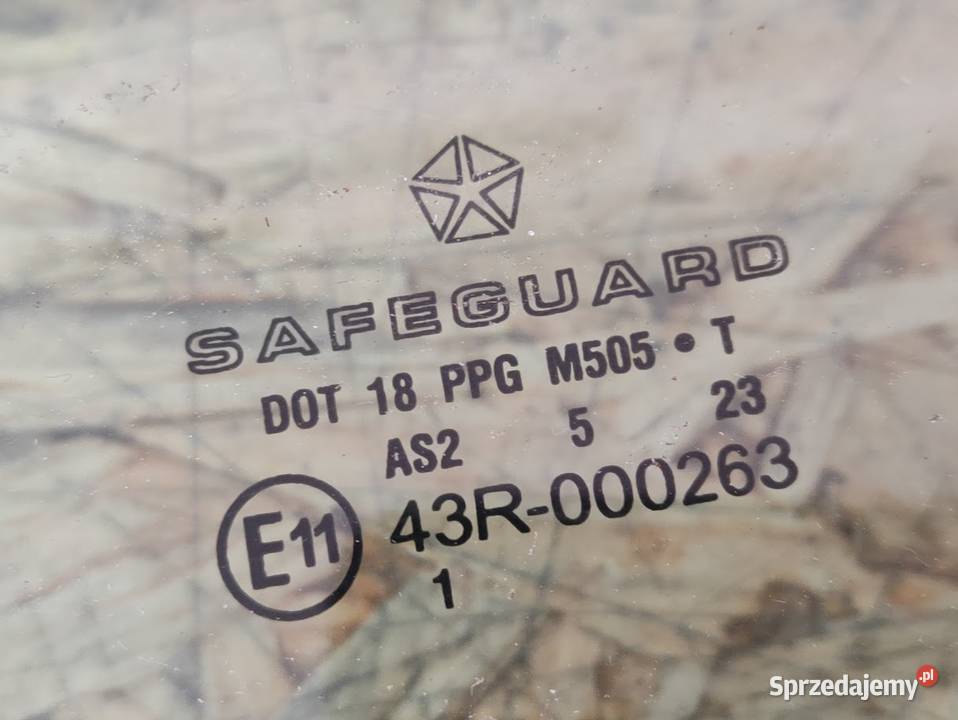 SAFEGUARD
DOT 18 PPG M505 • T
AS2 5 23
E11 43R-000263
1
Sprzedajemy.pl